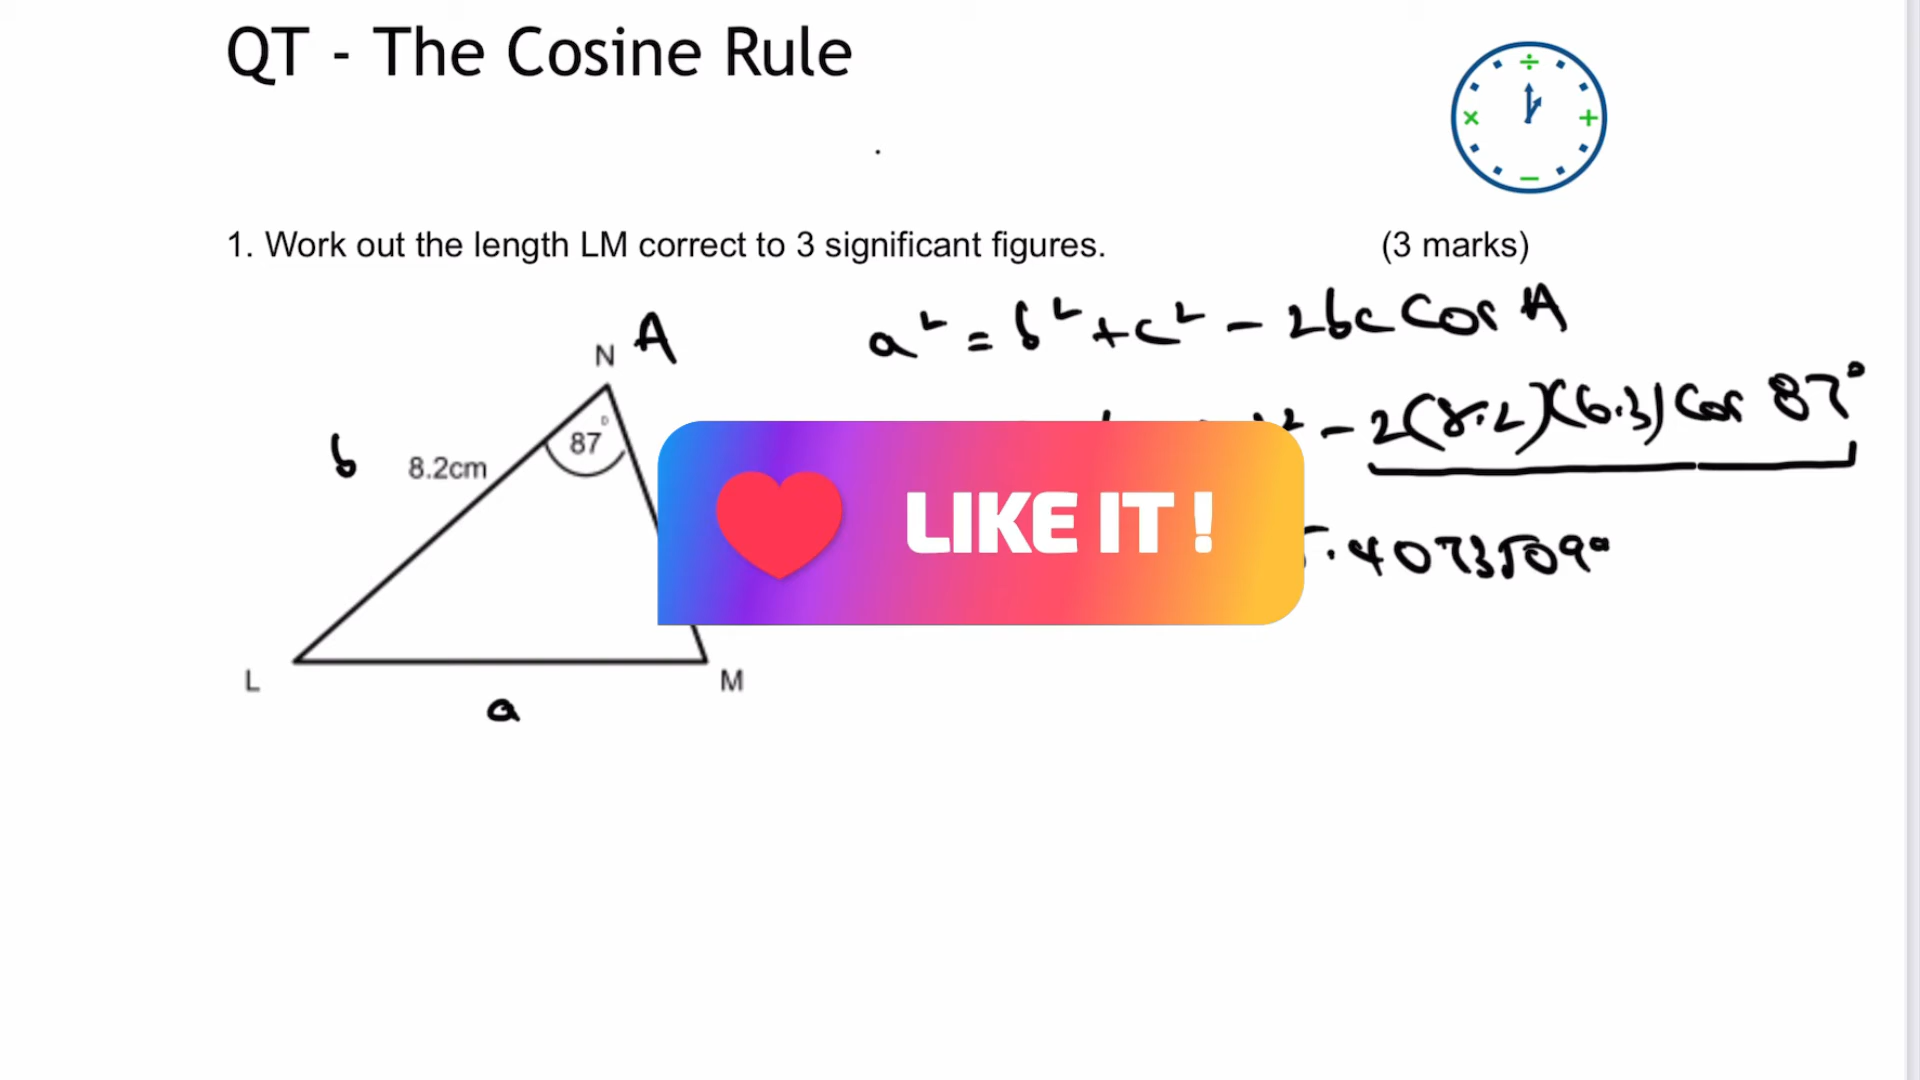 QT - The Cosine Rule
÷
×
+
−
1. Work out the length LM correct to 3 significant figures. (3 marks)
a² = b² + c² - 2bc Cos A
N A
² - 2(8.2)(6.3) Cos 87°
87°
b 8.2cm
LIKE IT !
.4073509
L M
a